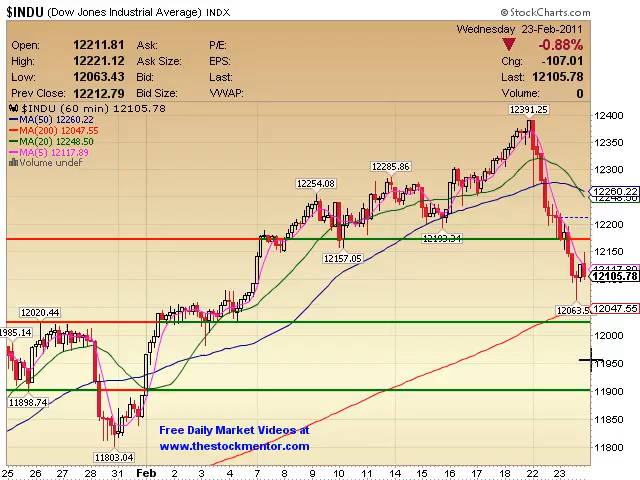 $INDU (Dow Jones Industrial Average) INDX
© StockCharts.com
Wednesday 23-Feb-2011
Open: 12211.81 Ask: P/E: -0.88%
High: 12221.12 Ask Size: EPS: Chg: -107.01
Low: 12063.43 Bid: Last: Last: 12105.78
Prev Close: 12212.79 Bid Size: VWAP: Volume: 0
$INDU (60 min) 12105.78
MA(50) 12260.22
MA(200) 12047.55
MA(20) 12248.50
MA(5) 12117.89
Volume undef
12391.25
12285.86
12254.08
12193.34
12157.05
12020.44
11985.14
11898.74
11803.04
12063.5
12400
12350
12300
12260.22
12200
12150
12105.78
12047.55
12000
11950
11900
11850
11800
Free Daily Market Videos at
www.thestockmentor.com
25 26 27 28 31 Feb 2 3 4 7 8 9 10 11 14 15 16 17 18 22 23